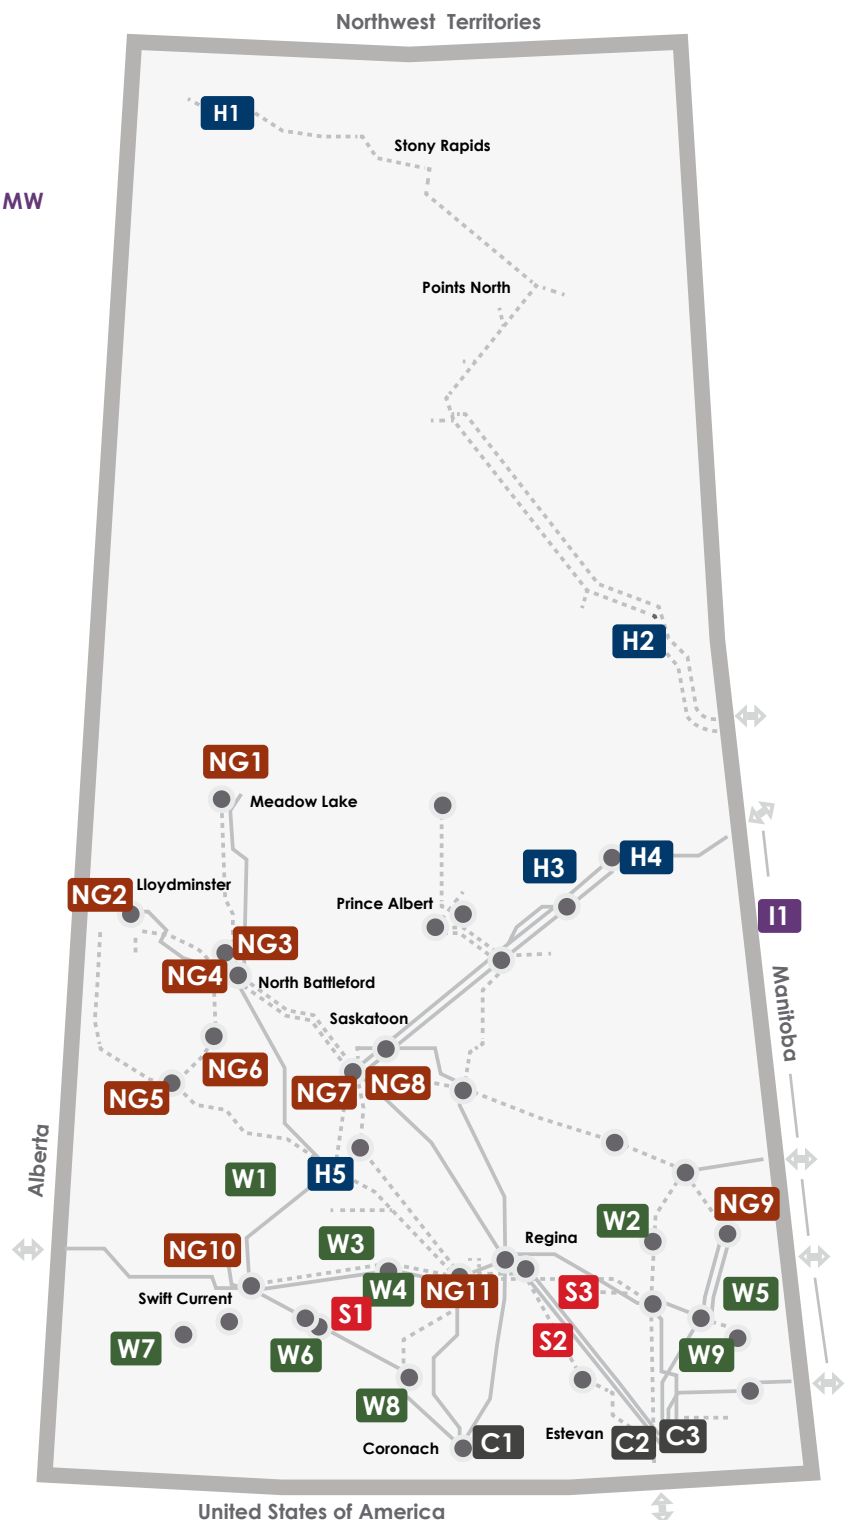 Northwest Territories
H1
Stony Rapids
MW
Points North
H2
NG1
Meadow Lake
H3
H4
Lloydminster
NG2
Prince Albert
I1
NG3
NG4
North Battleford
Manitoba
Saskatoon
NG6
NG7
NG8
NG5
Alberta
W1
H5
NG9
W2
Regina
W3
NG10
W4
NG11
S3
W5
Swift Current
S1
S2
W7
W6
W9
W8
Coronach
C1
Estevan
C2
C3
United States of America